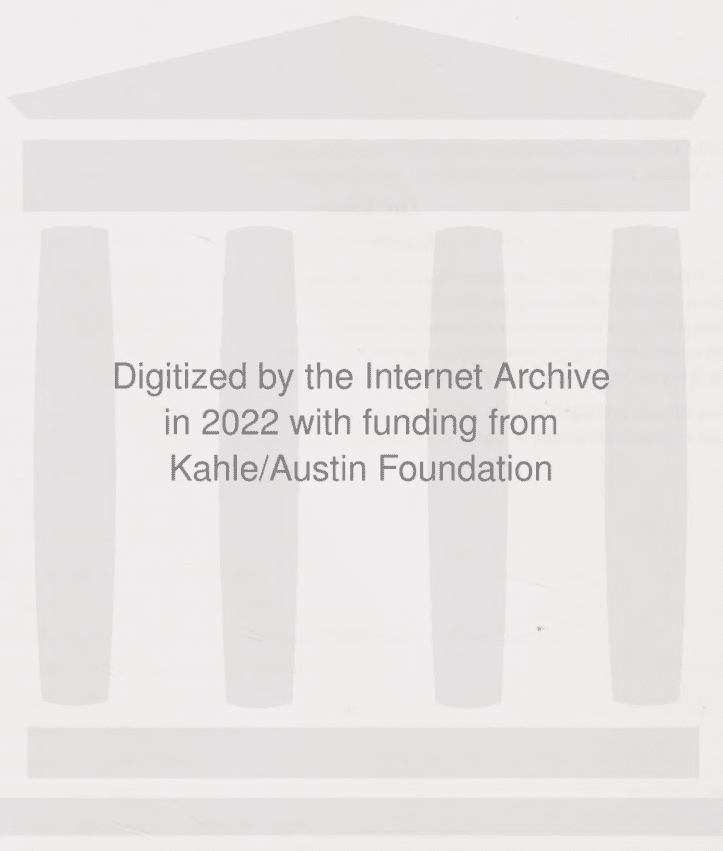 Digitized by the Internet Archive
in 2022 with funding from
Kahle/Austin Foundation